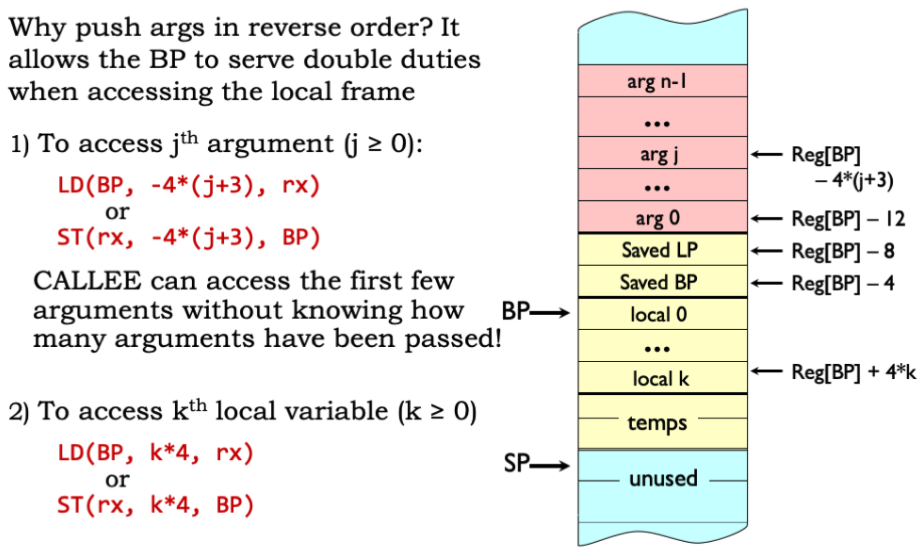 Why push args in reverse order? It
allows the BP to serve double duties
when accessing the local frame
1) To access jth argument (j ≥ 0):
LD(BP, -4*(j+3), rx)
or
ST(rx, -4*(j+3), BP)
CALLEE can access the first few
arguments without knowing how
many arguments have been passed!
2) To access kth local variable (k ≥ 0)
LD(BP, k*4, rx)
or
ST(rx, k*4, BP)
arg n-1
•••
arg j
Reg[BP]
– 4*(j+3)
•••
arg 0
Reg[BP] – 12
Saved LP
Reg[BP] – 8
Saved BP
Reg[BP] – 4
BP
local 0
•••
local k
Reg[BP] + 4*k
temps
SP
unused